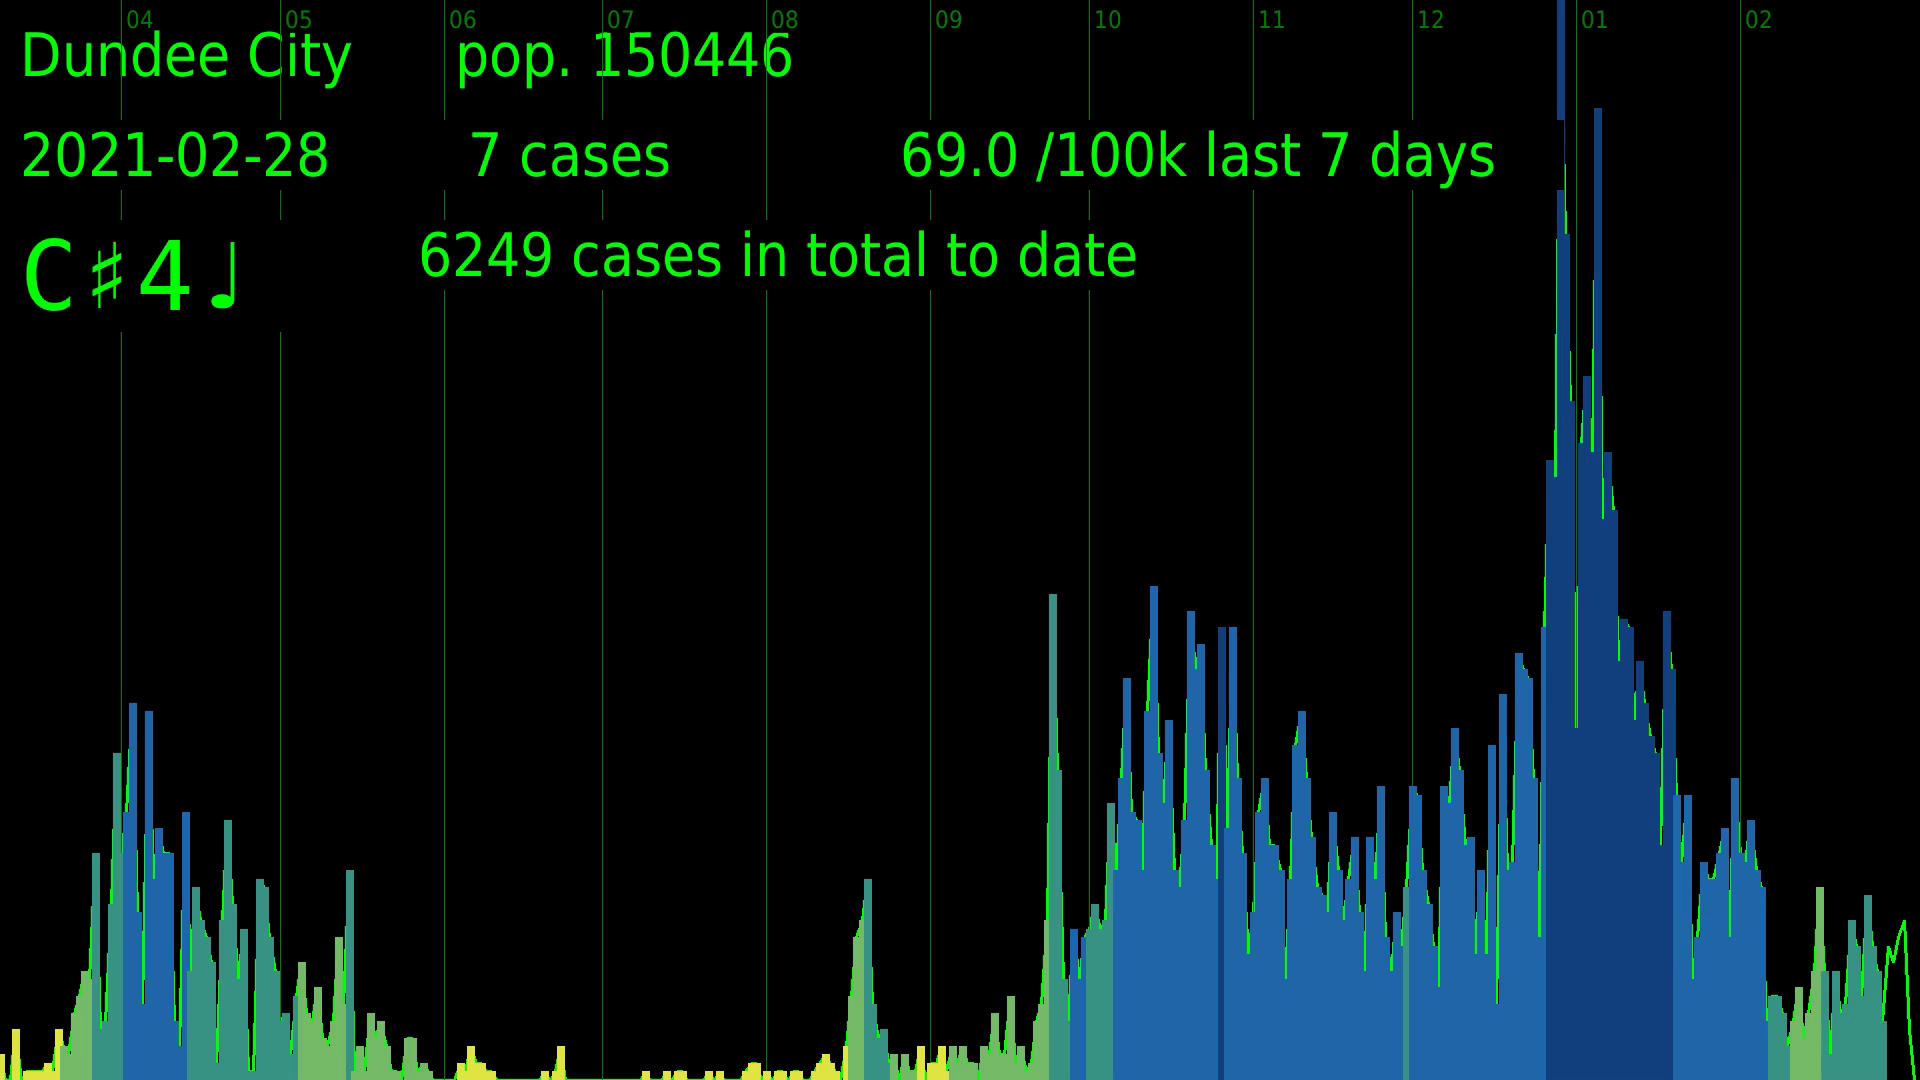 04 05 06 07 08 09 10 11 12 01 02
Dundee City pop. 150446
2021-02-28 7 cases 69.0 /100k last 7 days
C♯4♩ 6249 cases in total to date